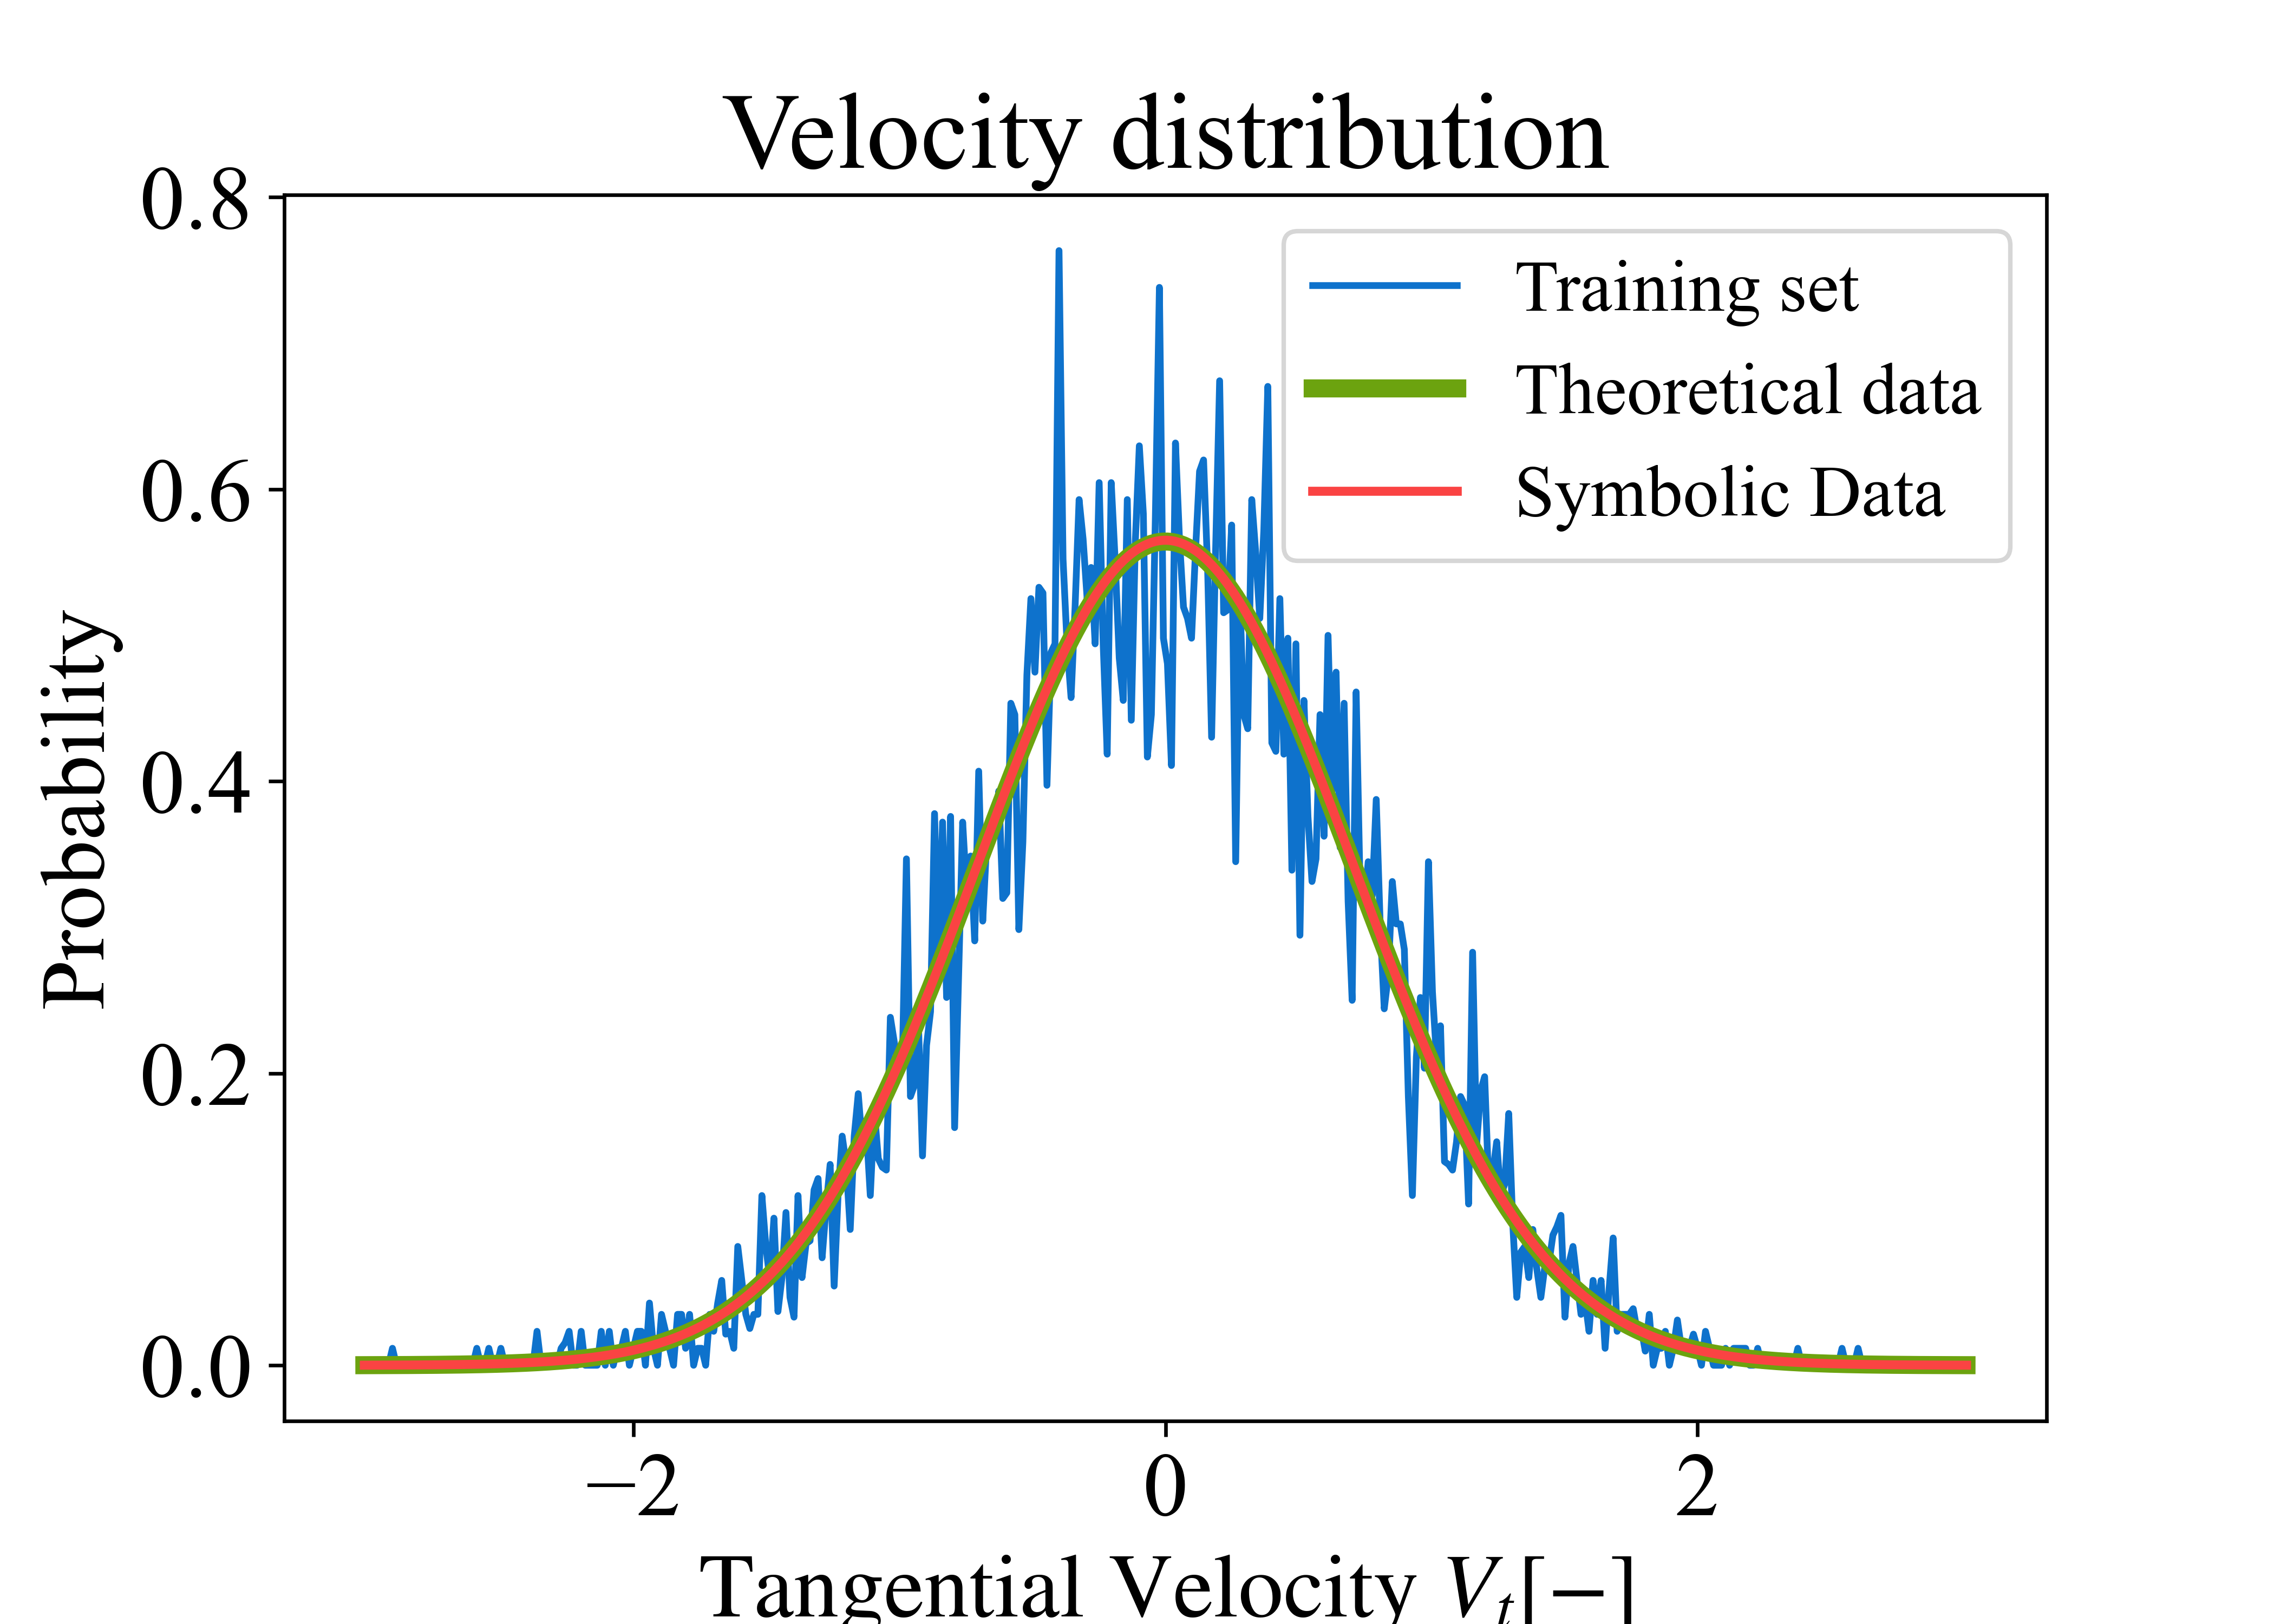 Velocity distribution
Training set
Theoretical data
Symbolic Data
Probability
0.8
0.6
0.4
0.2
0.0
−2 0 2
Tangential Velocity Vt[−]